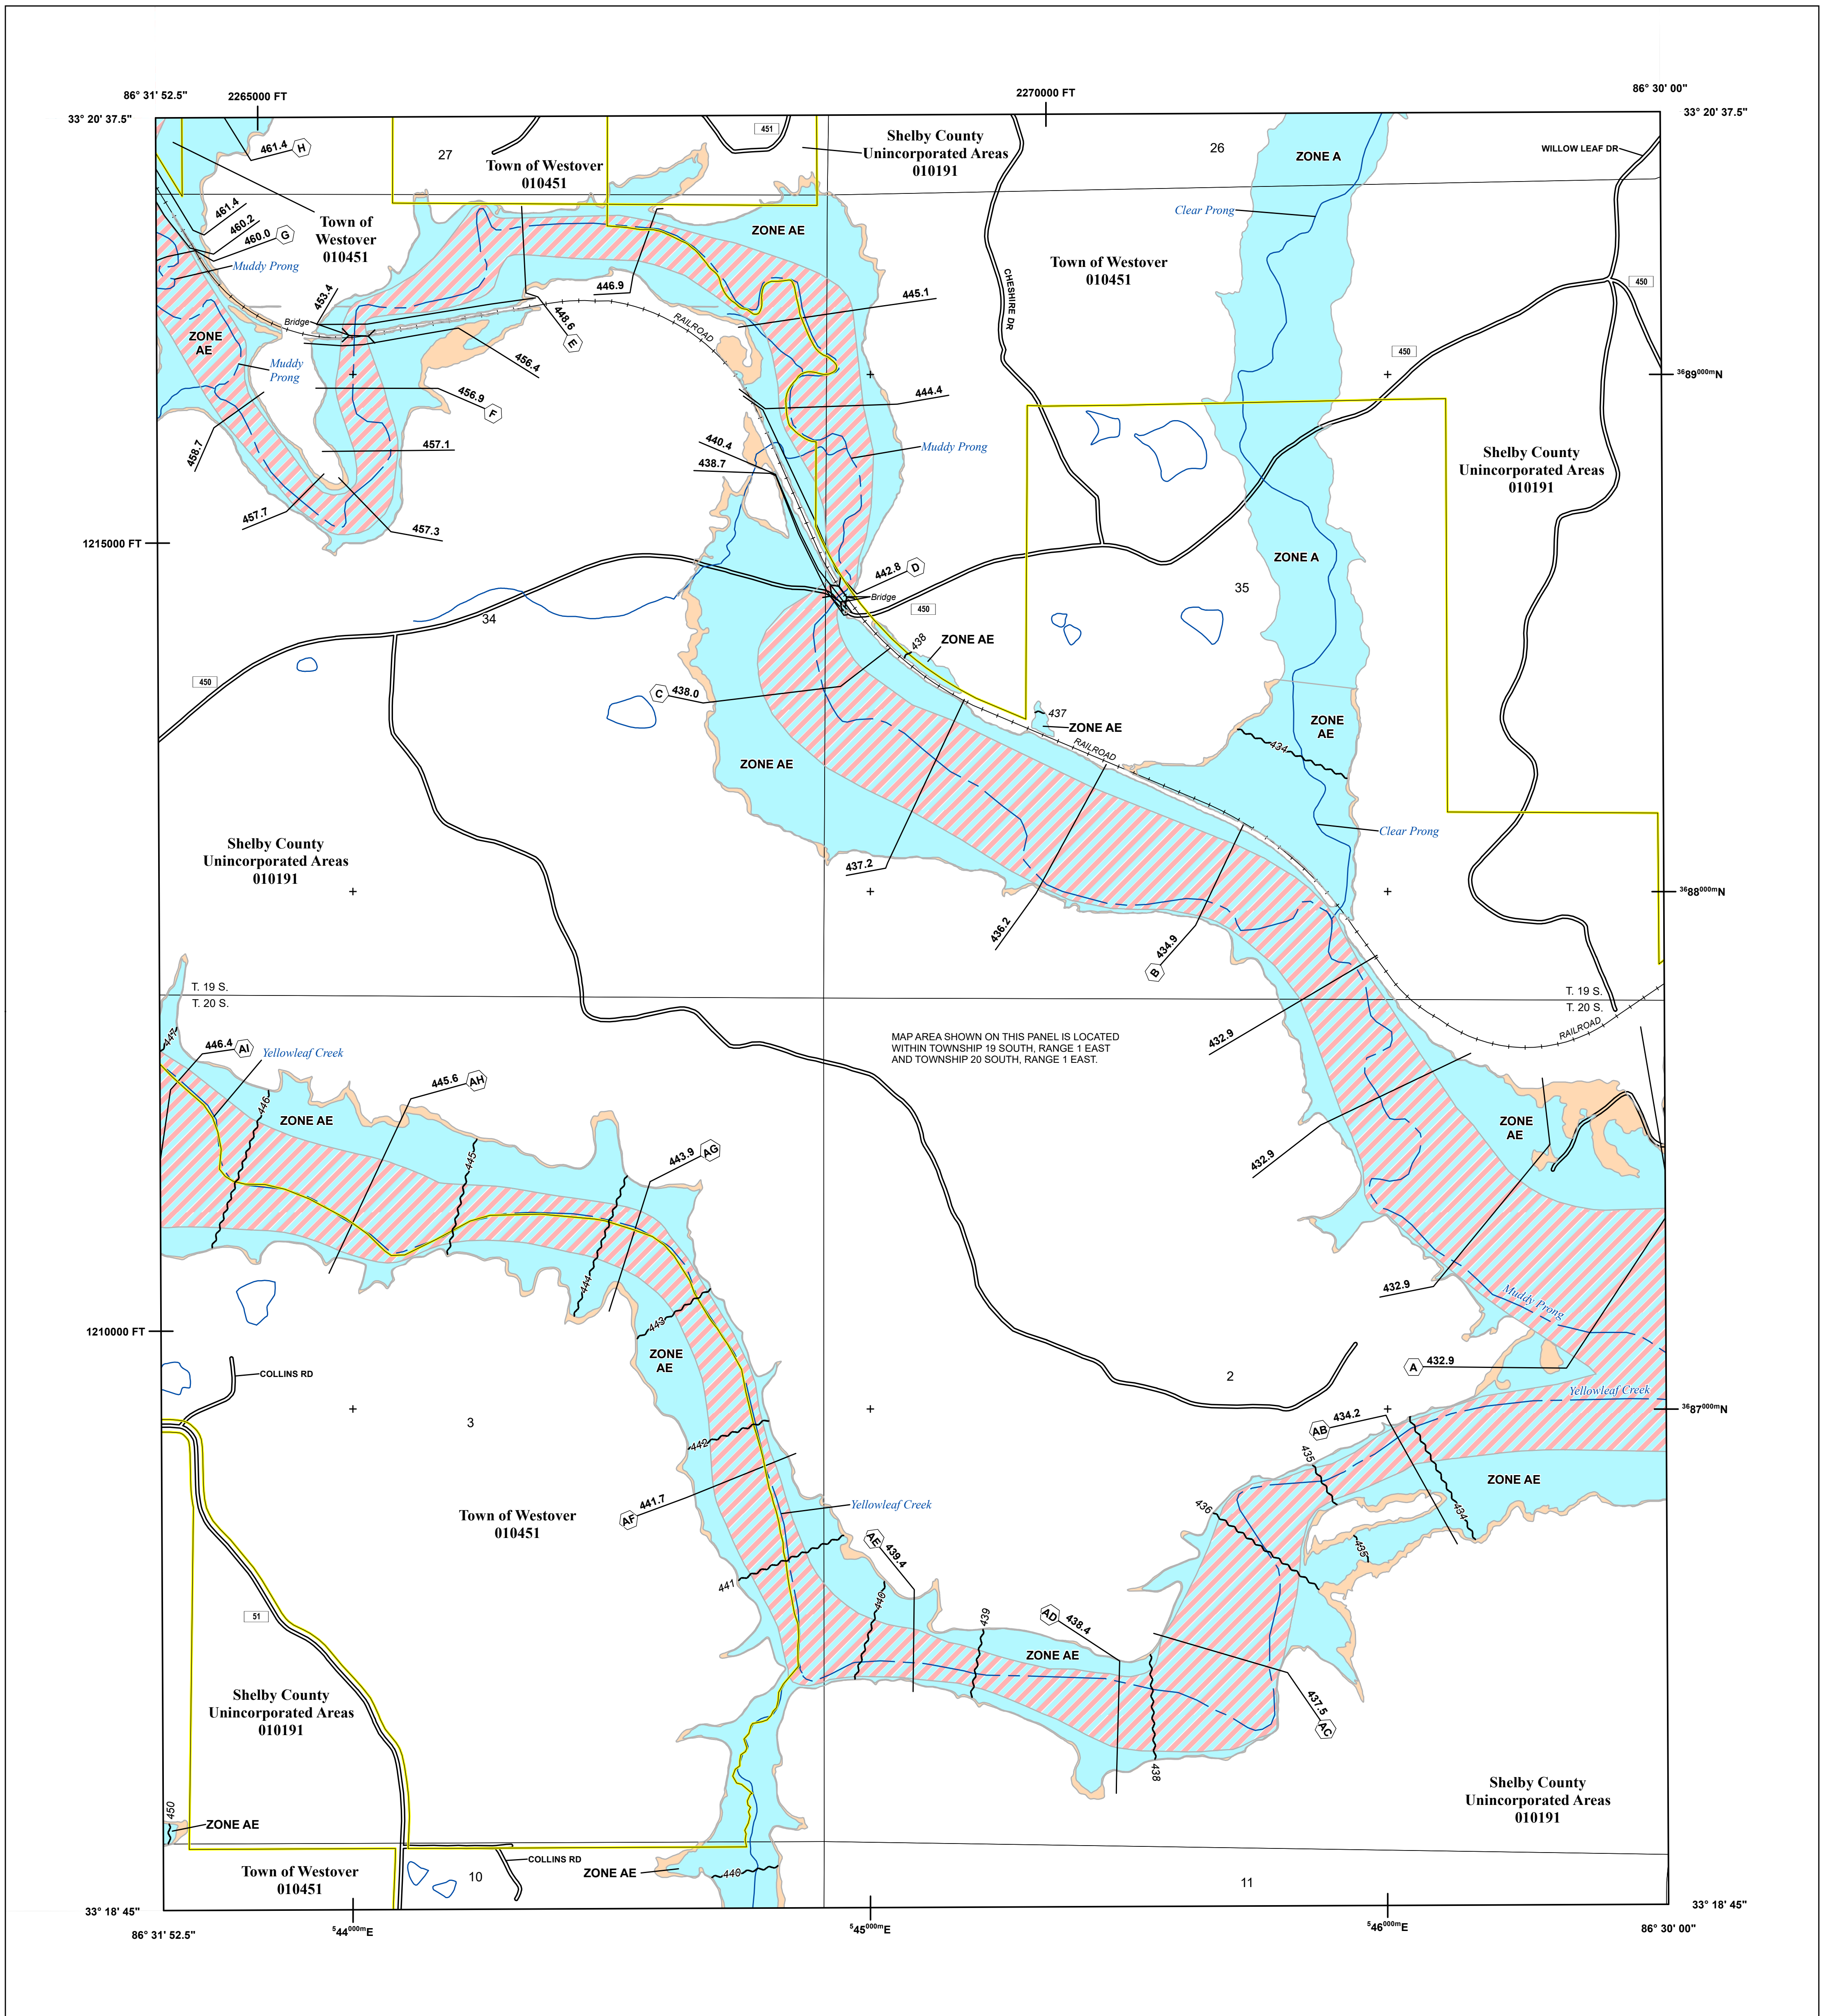 86° 31' 52.5"
2265000 FT
2270000 FT
86° 30' 00"
33° 20' 37.5"
33° 20' 37.5"
461.4 H
27
Town of Westover
010451
451
Shelby County
Unincorporated Areas
010191
26
ZONE A
WILLOW LEAF DR
461.4
460.2
460.0 G
Muddy Prong
Town of
Westover
010451
ZONE AE
Clear Prong
Town of Westover
010451
CHESHIRE DR
450
453.4
Bridge
446.9
448.6
E
RAILROAD
445.1
ZONE
AE
Muddy
Prong
456.4
450
3689000mN
456.9
F
444.4
458.7
457.1
440.4
438.7
Muddy Prong
Shelby County
Unincorporated Areas
010191
457.7
457.3
1215000 FT
442.8 D
Bridge
450
ZONE A
34
35
438
ZONE AE
450
C 438.0
437
ZONE AE
RAILROAD
ZONE
AE
434
ZONE AE
Clear Prong
Shelby County
Unincorporated Areas
010191
437.2
436.2
434.9
B
3688000mN
T. 19 S.
T. 20 S.
T. 19 S.
T. 20 S.
RAILROAD
447
446.4 AI
Yellowleaf Creek
MAP AREA SHOWN ON THIS PANEL IS LOCATED
WITHIN TOWNSHIP 19 SOUTH, RANGE 1 EAST
AND TOWNSHIP 20 SOUTH, RANGE 1 EAST.
432.9
445.6 AH
446
ZONE AE
ZONE
AE
445
443.9 AG
432.9
444
432.9
Muddy Prong
1210000 FT
443
ZONE
AE
COLLINS RD
2
A 432.9
Yellowleaf Creek
3
3687000mN
AB 434.2
442
435
ZONE AE
441.7
AF
Yellowleaf Creek
436
434
Town of Westover
010451
AE
439.4
435
441
440
51
439
AD
438.4
ZONE AE
Shelby County
Unincorporated Areas
010191
437.5
AC
438
Shelby County
Unincorporated Areas
010191
450
ZONE AE
Town of Westover
010451
10
COLLINS RD
ZONE AE
440
11
33° 18' 45"
33° 18' 45"
86° 31' 52.5"
544000mE
545000mE
546000mE
86° 30' 00"